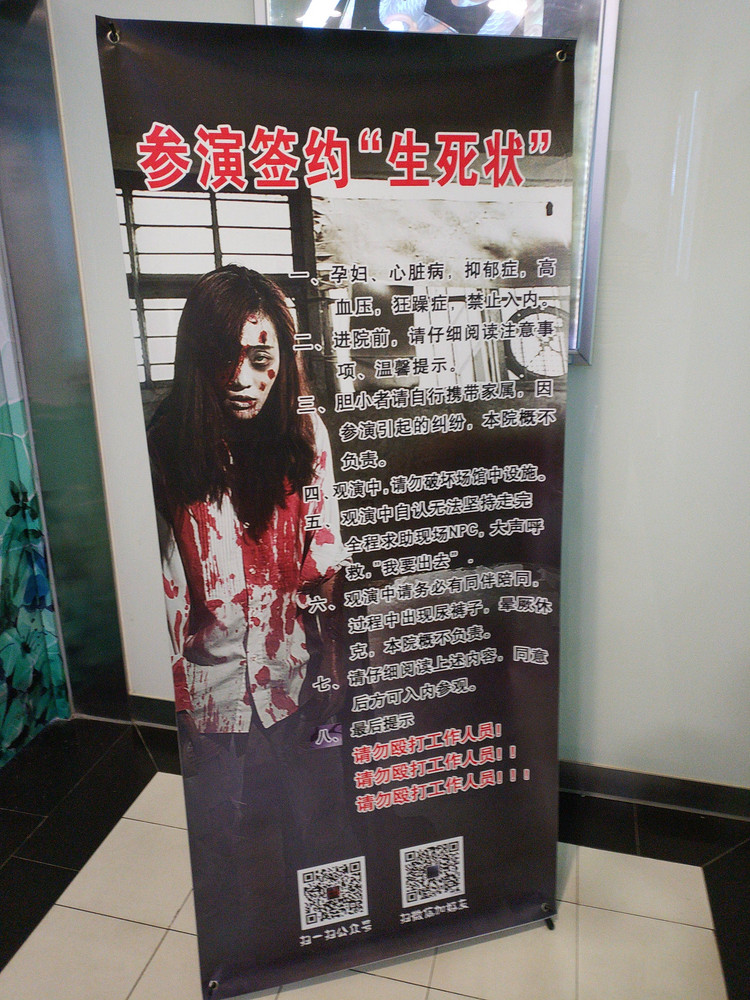 参演签约“生死状”
一、孕妇、心脏病，抑郁症，高
血压，狂躁症，禁止入内。
二、进院前，请仔细阅读注意事
项、温馨提示。
三、胆小者请自行携带家属，因
参演引起的纠纷，本院概不
负责。
四、观演中，请勿破坏场馆中设施。
五、观演中自认无法坚持走完
全程求助现场NPC，大声呼
救，“我要出去”.
六、观演中请务必有同伴陪同，
过程中出现尿裤子，晕厥休
克，本院概不负责。
七、请仔细阅读上述内容，同意
后方可入内参观。
八、最后提示
请勿殴打工作人员！
请勿殴打工作人员！！
请勿殴打工作人员！！！
扫一扫公众号
扫微信加好友